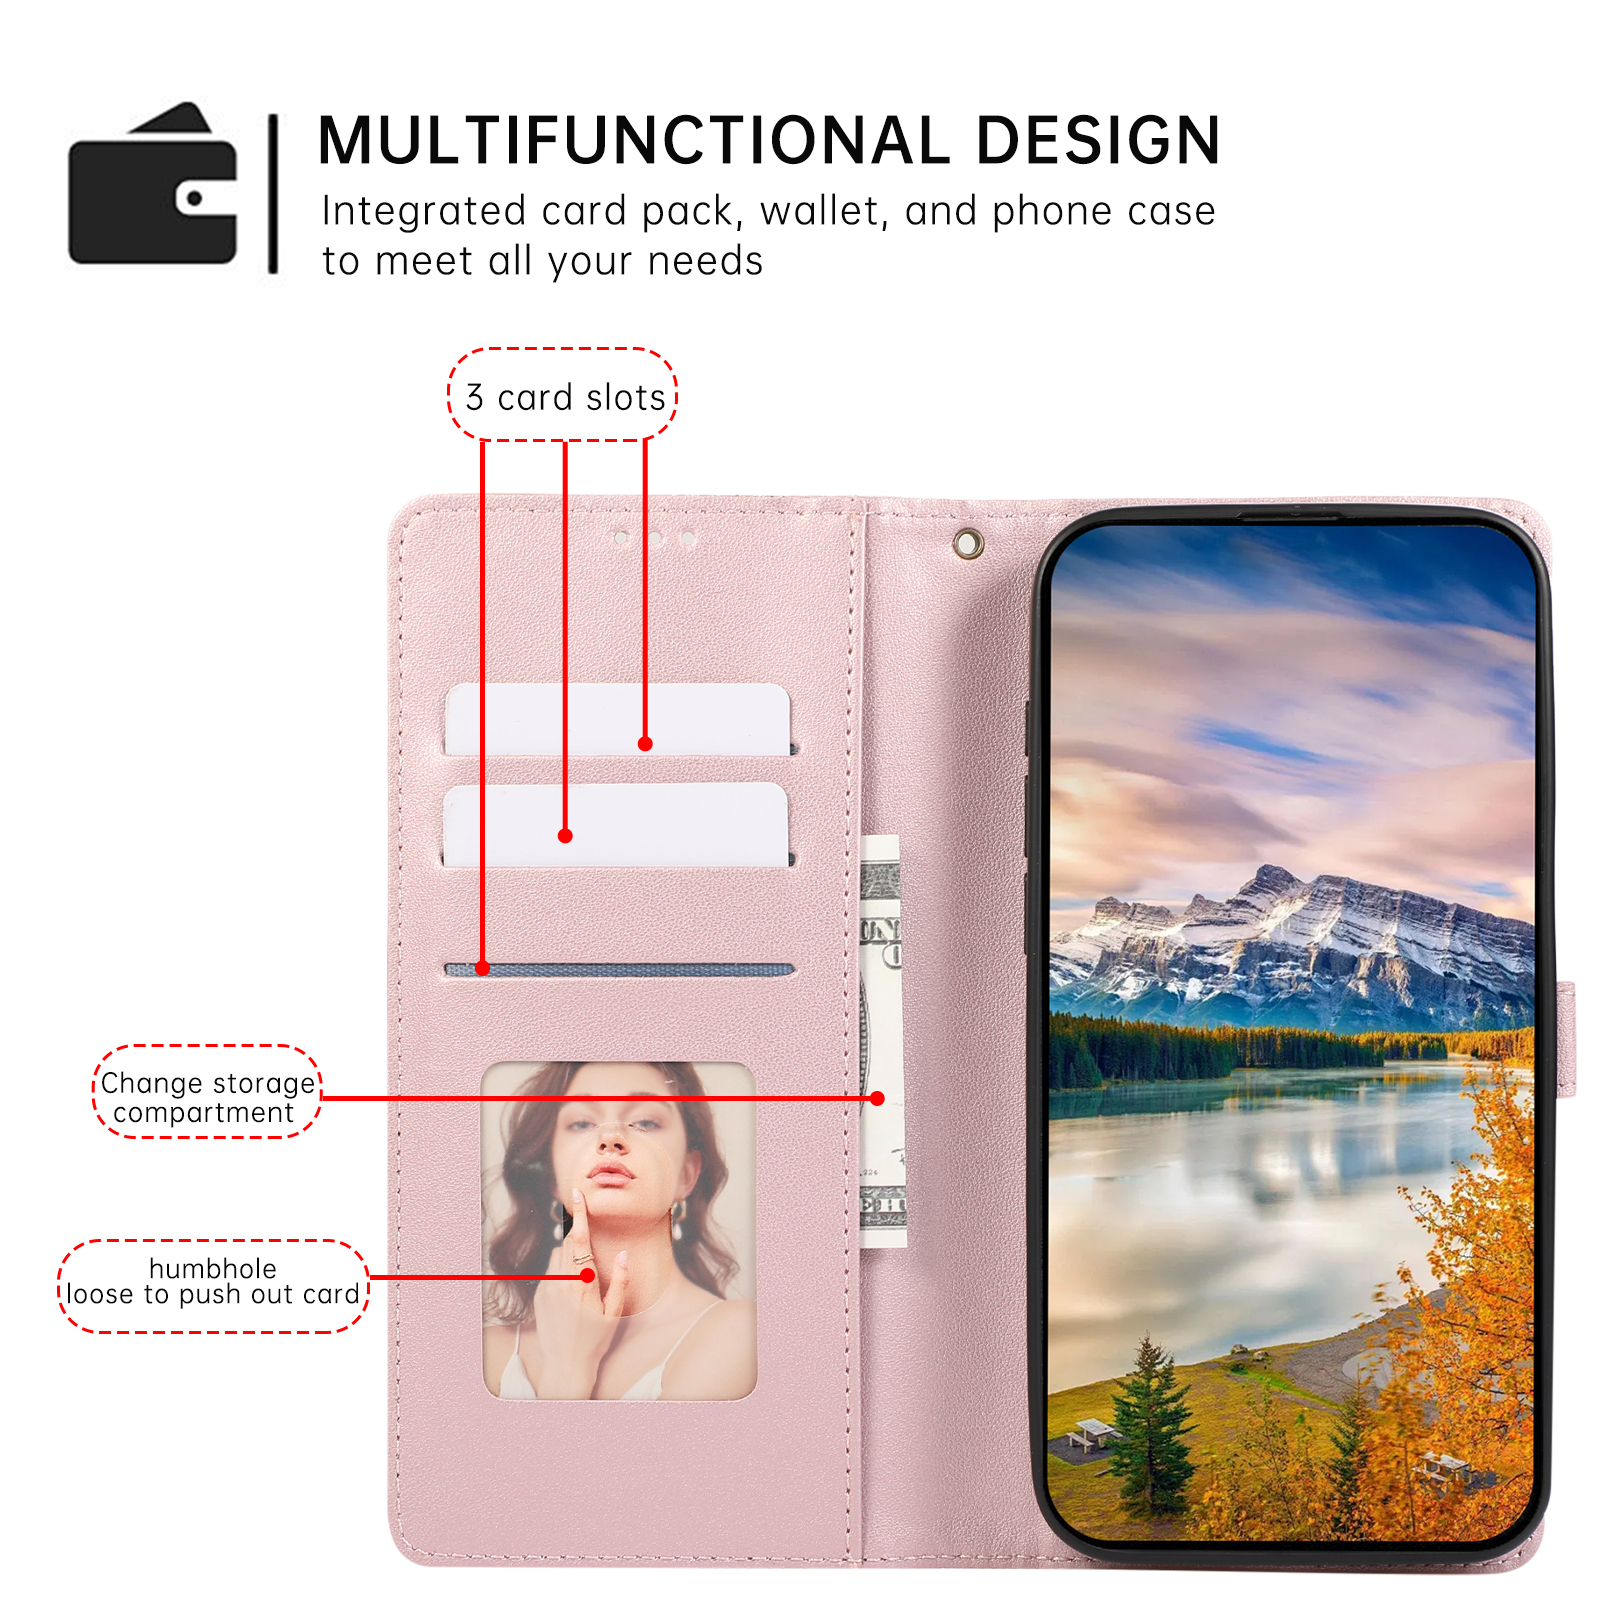 MULTIFUNCTIONAL DESIGN
Integrated card pack, wallet, and phone case
to meet all your needs
3 card slots
Change storage
compartment
humbhole
loose to push out card